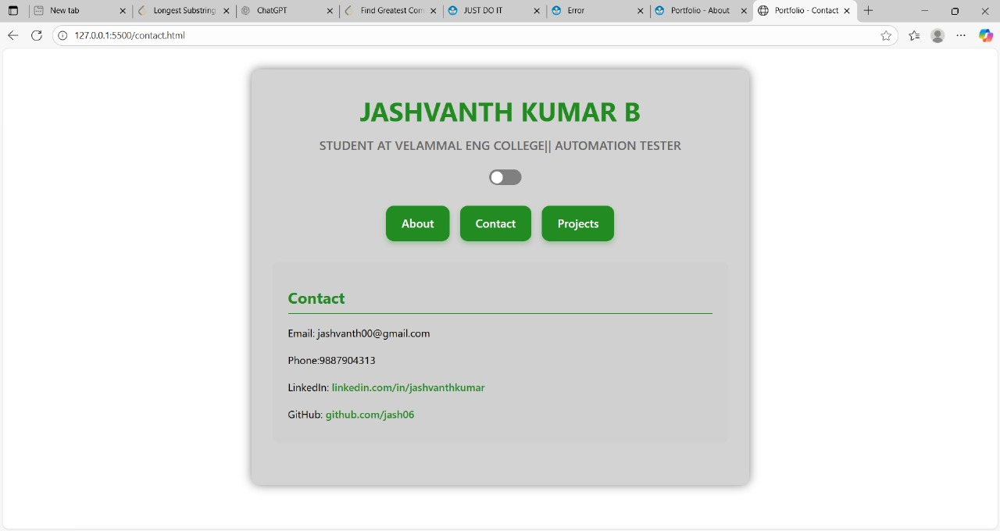 New tab
Longest Substring
ChatGPT
Find Greatest Com
JUST DO IT
Error
Portfolio - About
Portfolio - Contact
127.0.0.1:5500/contact.html
JASHVANTH KUMAR B
STUDENT AT VELAMMAL ENG COLLEGE|| AUTOMATION TESTER
About
Contact
Projects
Contact
Email: jashvanth00@gmail.com
Phone:9887904313
LinkedIn: linkedin.com/in/jashvanthkumar
GitHub: github.com/jash06